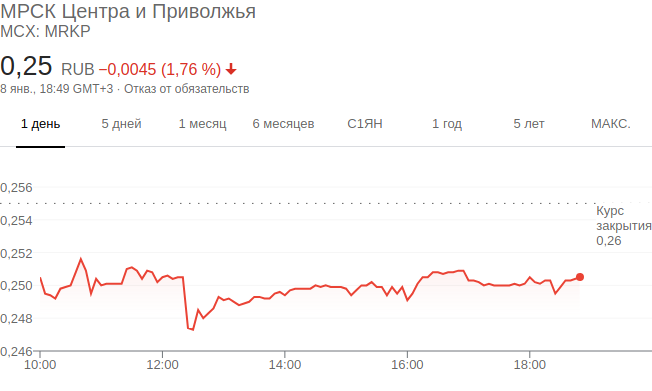 МРСК Центра и Приволжья
MCX: MRKP
0,25 RUB −0,0045 (1,76 %)
8 янв., 18:49 GMT+3 · Отказ от обязательств
1 день 5 дней 1 месяц 6 месяцев С1ЯН 1 год 5 лет МАКС.
0,256
0,254
0,252
0,250
0,248
0,246
Курс
закрытия
0,26
10:00 12:00 14:00 16:00 18:00